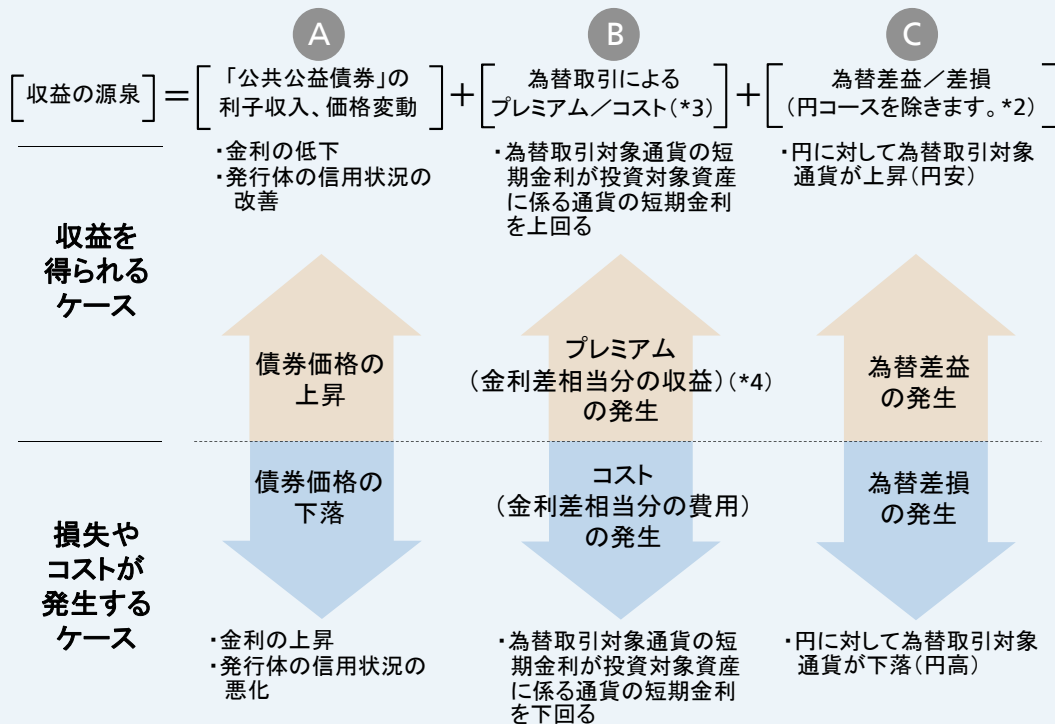 A
B
C
[収益の源泉]=[「公共公益債券」の
利子収入、価格変動]+[為替取引による
プレミアム/コスト(*3)]+[為替差益/差損
(円コースを除きます。*2)]
・金利の低下
・発行体の信用状況の
改善
・為替取引対象通貨の短
期金利が投資対象資産
に係る通貨の短期金利
を上回る
・円に対して為替取引対象
通貨が上昇(円安)
収益を
得られる
ケース
債券価格の
上昇
プレミアム
(金利差相当分の収益)(*4)
の発生
為替差益
の発生
損失や
コストが
発生する
ケース
債券価格の
下落
コスト
(金利差相当分の費用)
の発生
為替差損
の発生
・金利の上昇
・発行体の信用状況の
悪化
・為替取引対象通貨の短
期金利が投資対象資産
に係る通貨の短期金利
を下回る
・円に対して為替取引対象
通貨が下落(円高)